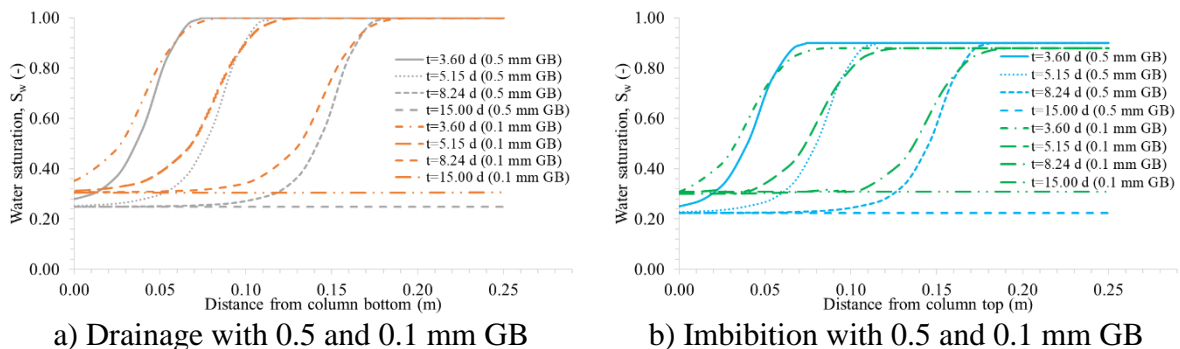 1.00
0.80
0.60
0.40
0.20
0.00
Water saturation, Sw (-)
t=3.60 d (0.5 mm GB)
t=5.15 d (0.5 mm GB)
t=8.24 d (0.5 mm GB)
t=15.00 d (0.5 mm GB)
t=3.60 d (0.1 mm GB)
t=5.15 d (0.1 mm GB)
t=8.24 d (0.1 mm GB)
t=15.00 d (0.1 mm GB)
0.00 0.05 0.10 0.15 0.20 0.25
Distance from column bottom (m)
a) Drainage with 0.5 and 0.1 mm GB
1.00
0.80
0.60
0.40
0.20
0.00
Water saturation, Sw (-)
t=3.60 d (0.5 mm GB)
t=5.15 d (0.5 mm GB)
t=8.24 d (0.5 mm GB)
t=15.00 d (0.5 mm GB)
t=3.60 d (0.1 mm GB)
t=5.15 d (0.1 mm GB)
t=8.24 d (0.1 mm GB)
t=15.00 d (0.1 mm GB)
0.00 0.05 0.10 0.15 0.20 0.25
Distance from column top (m)
b) Imbibition with 0.5 and 0.1 mm GB